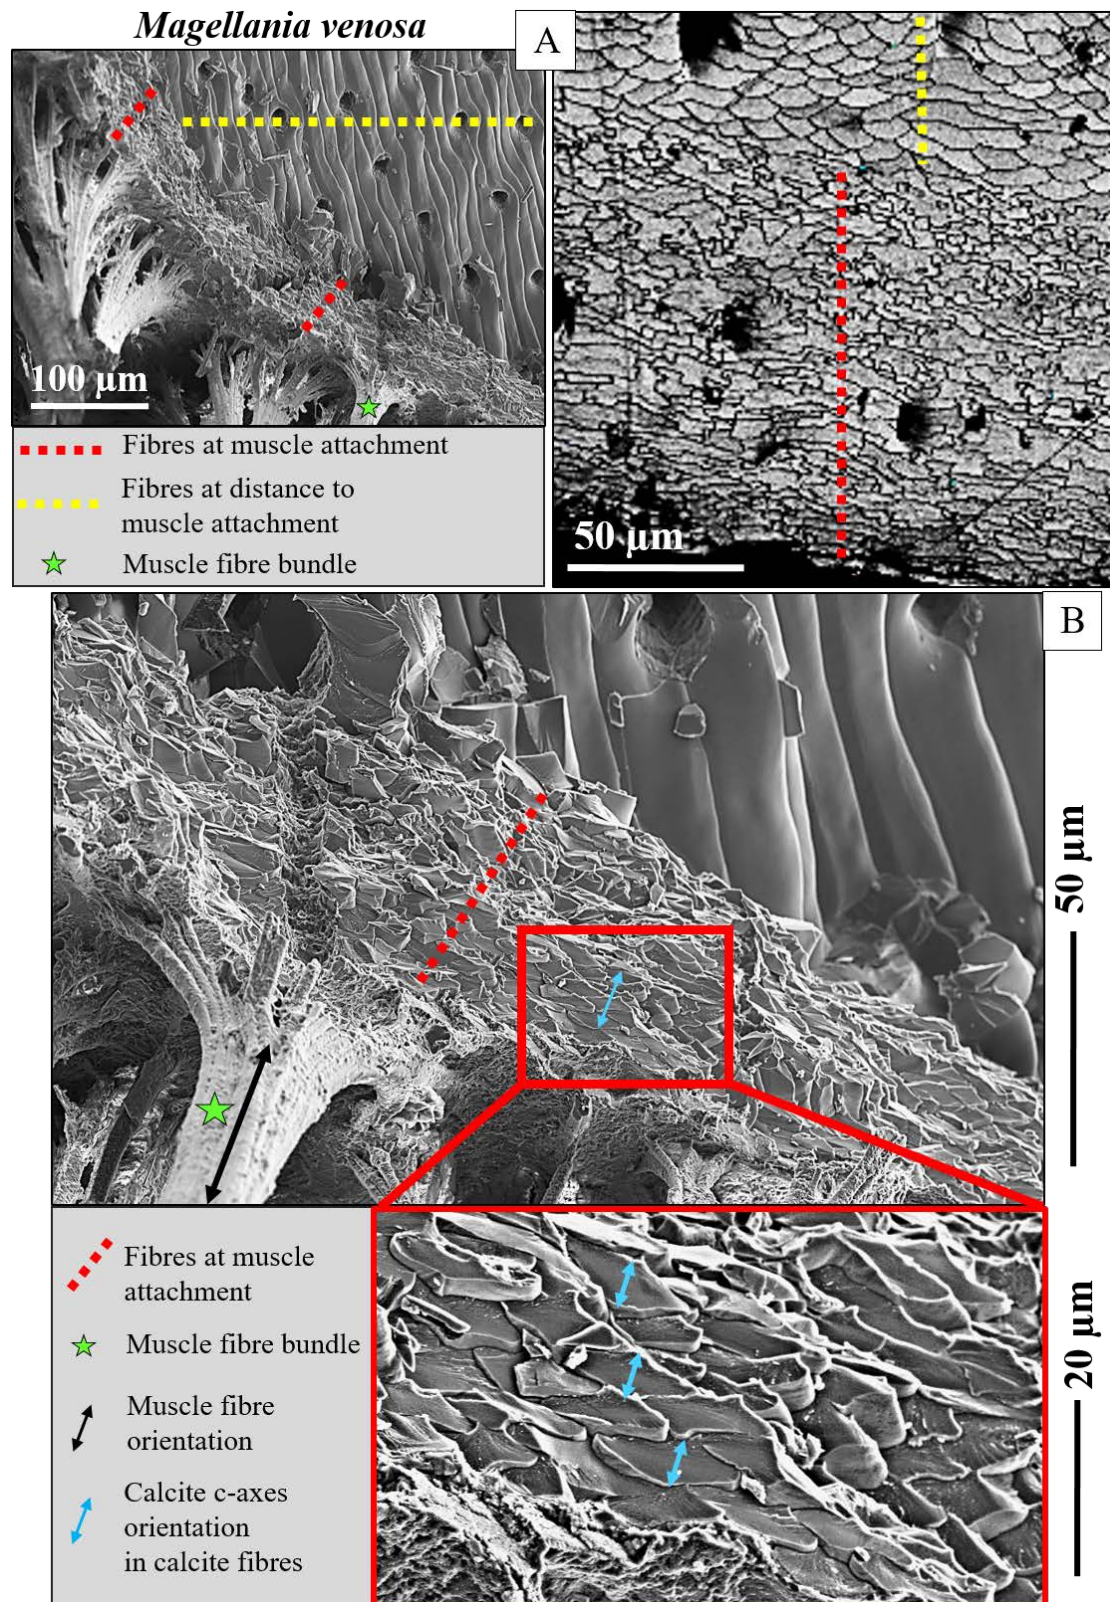 Magellania venosa
A
100 µm
50 µm
Fibres at muscle attachment
Fibres at distance to
muscle attachment
Muscle fibre bundle
B
50 µm
Fibres at muscle
attachment
Muscle fibre bundle
Muscle fibre
orientation
Calcite c-axes
orientation
in calcite fibres
20 µm